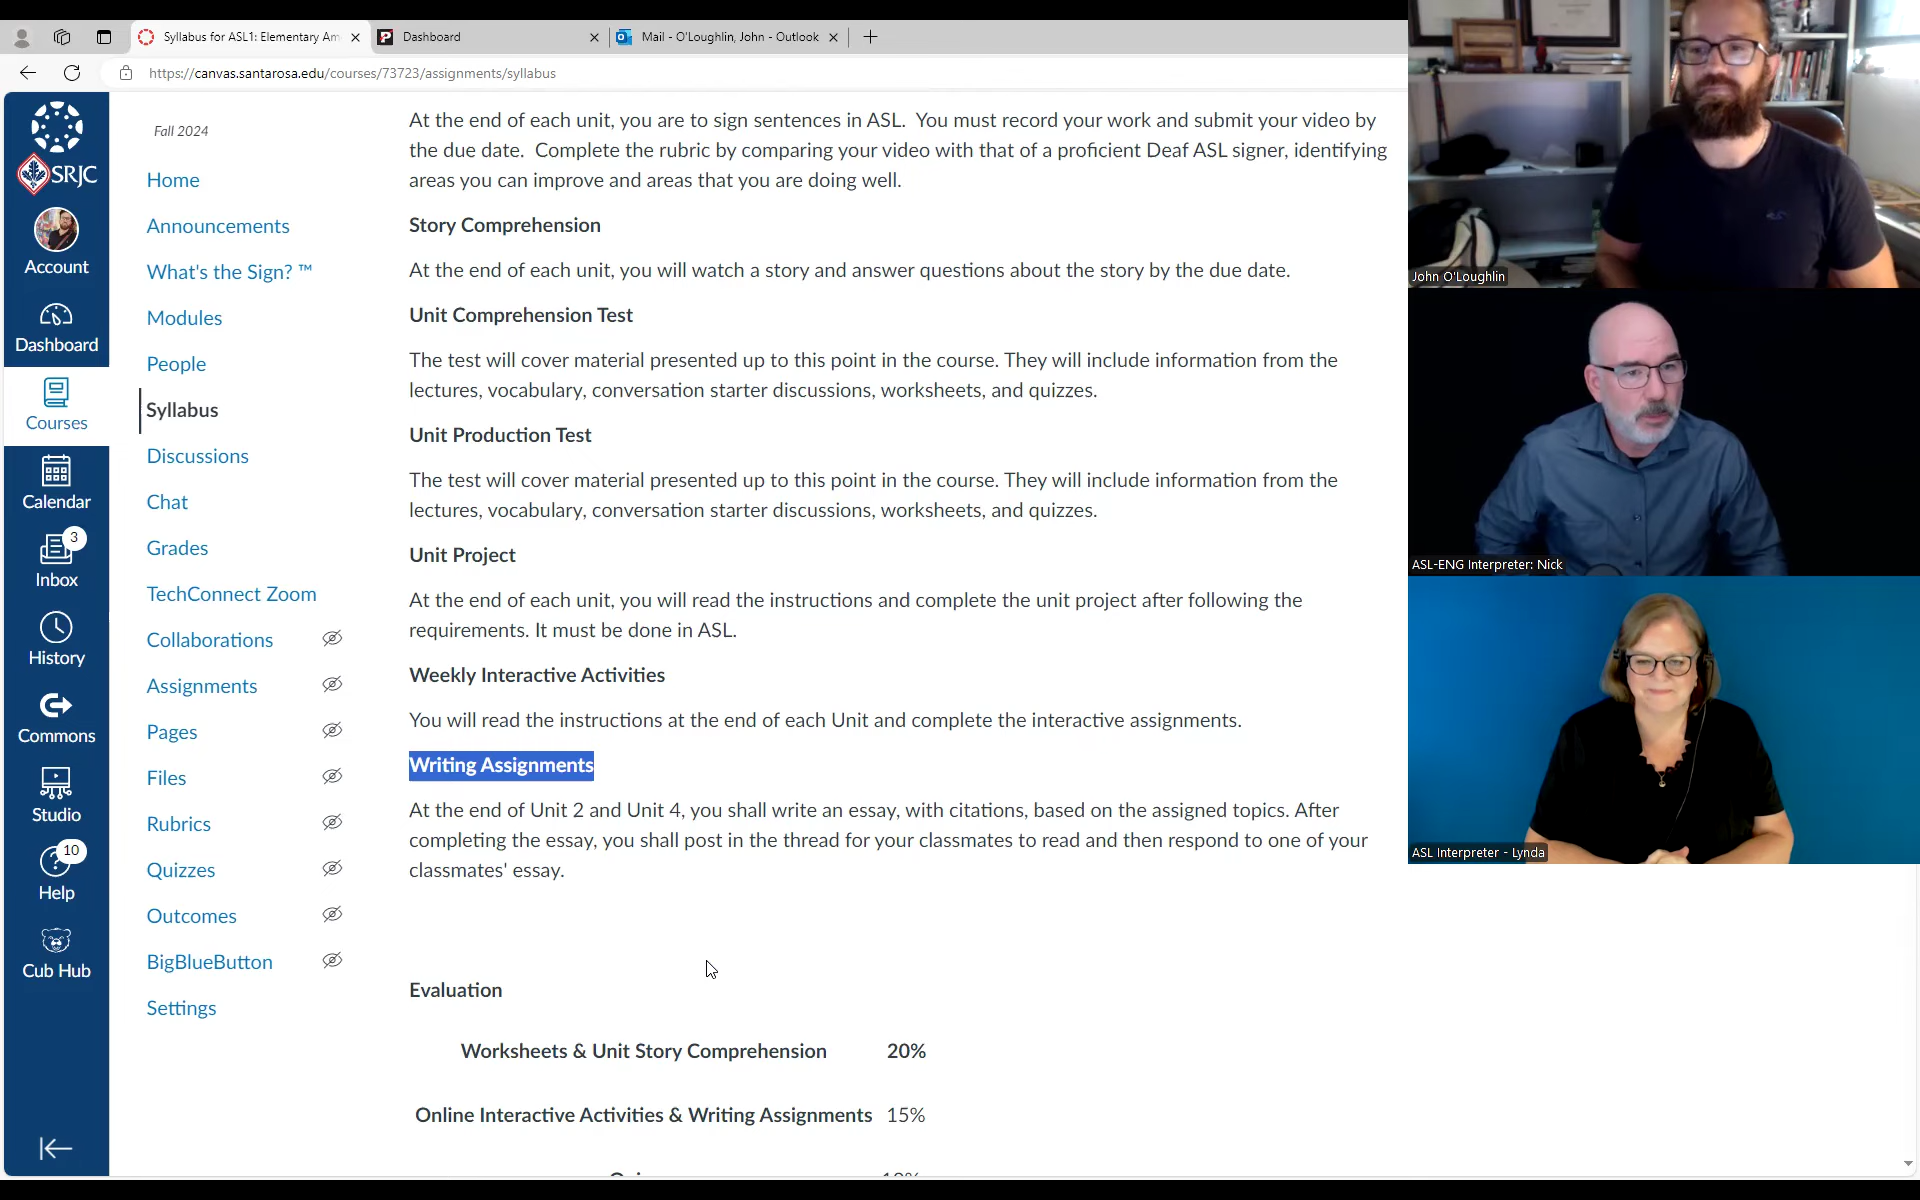 Syllabus for ASL1: Elementary Am
Dashboard
Mail - O'Loughlin, John - Outlook
https://canvas.santarosa.edu/courses/73723/assignments/syllabus
SRJC
Account
Dashboard
Courses
Calendar
3
Inbox
History
Commons
Studio
10
Help
Cub Hub
Fall 2024
Home
Announcements
What's the Sign? ™
Modules
People
Syllabus
Discussions
Chat
Grades
TechConnect Zoom
Collaborations
Assignments
Pages
Files
Rubrics
Quizzes
Outcomes
BigBlueButton
Settings
At the end of each unit, you are to sign sentences in ASL.  You must record your work and submit your video by
the due date.  Complete the rubric by comparing your video with that of a proficient Deaf ASL signer, identifying
areas you can improve and areas that you are doing well.
Story Comprehension
At the end of each unit, you will watch a story and answer questions about the story by the due date.
Unit Comprehension Test
The test will cover material presented up to this point in the course. They will include information from the
lectures, vocabulary, conversation starter discussions, worksheets, and quizzes.
Unit Production Test
The test will cover material presented up to this point in the course. They will include information from the
lectures, vocabulary, conversation starter discussions, worksheets, and quizzes.
Unit Project
At the end of each unit, you will read the instructions and complete the unit project after following the
requirements. It must be done in ASL.
Weekly Interactive Activities
You will read the instructions at the end of each Unit and complete the interactive assignments.
Writing Assignments
At the end of Unit 2 and Unit 4, you shall write an essay, with citations, based on the assigned topics. After
completing the essay, you shall post in the thread for your classmates to read and then respond to one of your
classmates' essay.
Evaluation
Worksheets & Unit Story Comprehension 20%
Online Interactive Activities & Writing Assignments 15%
John O'Loughlin
ASL-ENG Interpreter: Nick
ASL Interpreter - Lynda